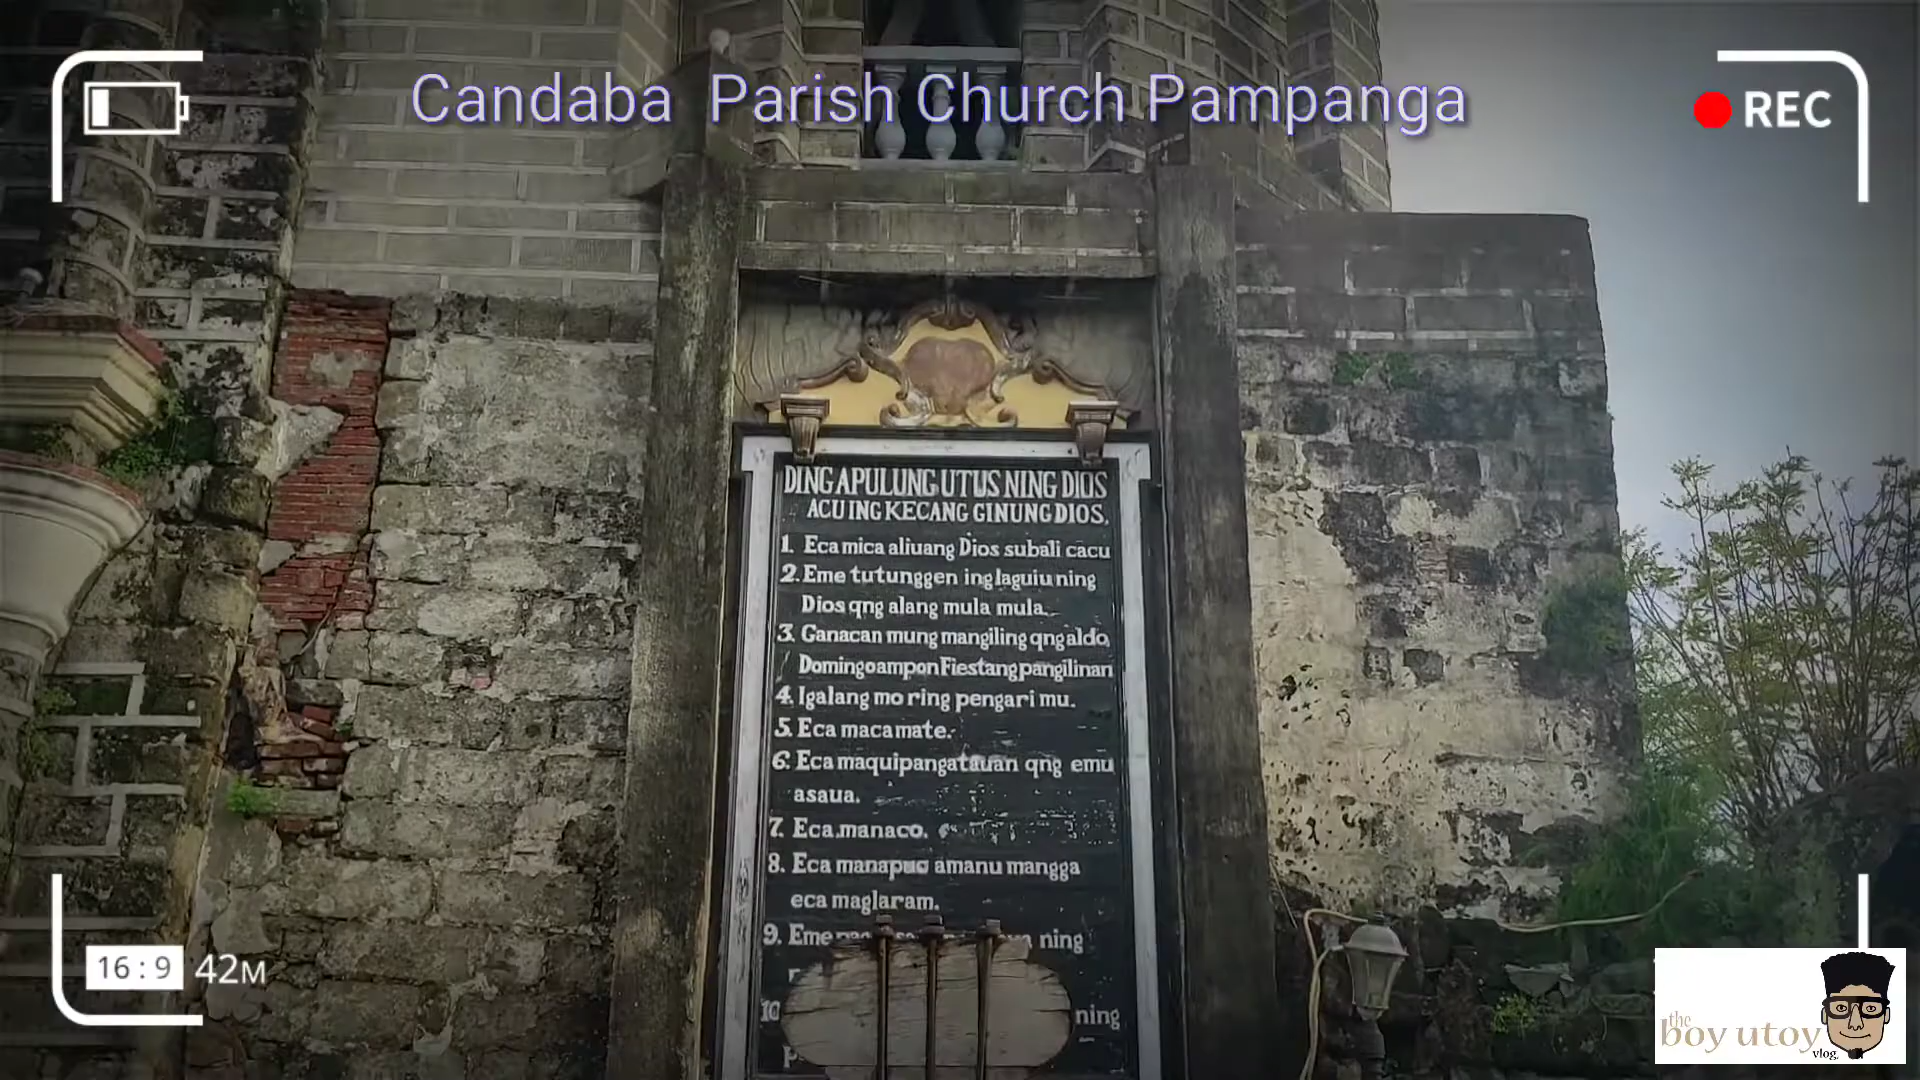 Candaba Parish Church Pampanga
REC
DING APULUNG UTUS NING DIOS
ACU ING KECANG GINUNG DIOS.
1. Eca mica aliuang Dios subali cacu
2. Eme tutunggen ing laguiu ning
Dios qng alang mula mula.
3. Ganacan mung mangiling qng aldo,
Domingo ampon Fiestang pangilinan
4. Igalang mo ring pengari mu.
5. Eca macamate.
6. Eca maquipangatauan qng emu
asaua.
7. Eca manaco.
8. Eca manapuc amanu mangga
eca maglaram.
9. Eme ning
10 ning
16:9 42M
the
boy utoy
vlog.